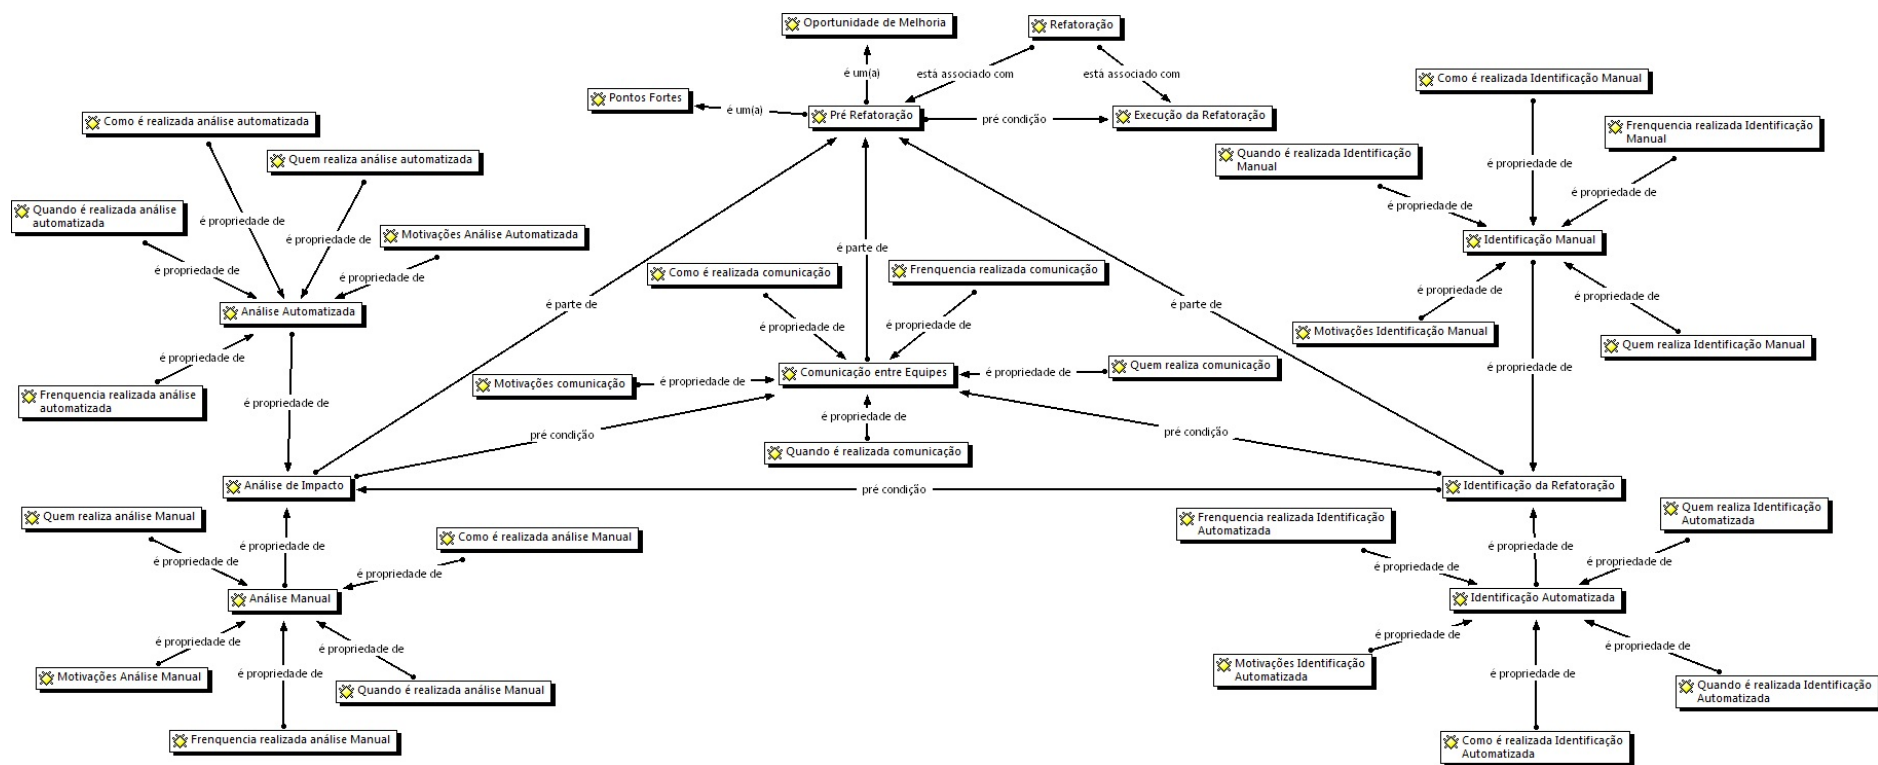 Oportunidade de Melhoria
Refatoração
é um(a)
está associado com
está associado com
Pontos Fortes
é um(a)
Pré Refatoração
pré condição
Execução da Refatoração
Como é realizada análise automatizada
Quem realiza análise automatizada
Quando é realizada análise
automatizada
Motivações Análise Automatizada
é propriedade de
é propriedade de
é propriedade de
é propriedade de
Análise Automatizada
é propriedade de
Frenquencia realizada análise
automatizada
é propriedade de
Como é realizada Identificação Manual
Frenquencia realizada Identificação
Manual
Quando é realizada Identificação
Manual
é propriedade de
é propriedade de
é propriedade de
Identificação Manual
é propriedade de
é propriedade de
Motivações Identificação Manual
Quem realiza Identificação Manual
é propriedade de
é parte de
é parte de
é parte de
Como é realizada comunicação
Frenquencia realizada comunicação
é propriedade de
é propriedade de
Motivações comunicação
é propriedade de
Comunicação entre Equipes
é propriedade de
Quem realiza comunicação
é propriedade de
Quando é realizada comunicação
pré condição
pré condição
Análise de Impacto
pré condição
Identificação da Refatoração
Quem realiza análise Manual
Como é realizada análise Manual
é propriedade de
é propriedade de
é propriedade de
Análise Manual
é propriedade de
é propriedade de
é propriedade de
Motivações Análise Manual
Quando é realizada análise Manual
Frenquencia realizada análise Manual
Frenquencia realizada Identificação
Automatizada
Quem realiza Identificação
Automatizada
é propriedade de
é propriedade de
é propriedade de
Identificação Automatizada
é propriedade de
é propriedade de
é propriedade de
Motivações Identificação
Automatizada
Quando é realizada Identificação
Automatizada
Como é realizada Identificação
Automatizada